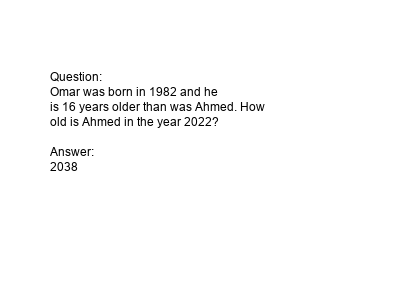 Question:
Omar was born in 1982 and he
is 16 years older than was Ahmed. How
old is Ahmed in the year 2022?
Answer:
2038